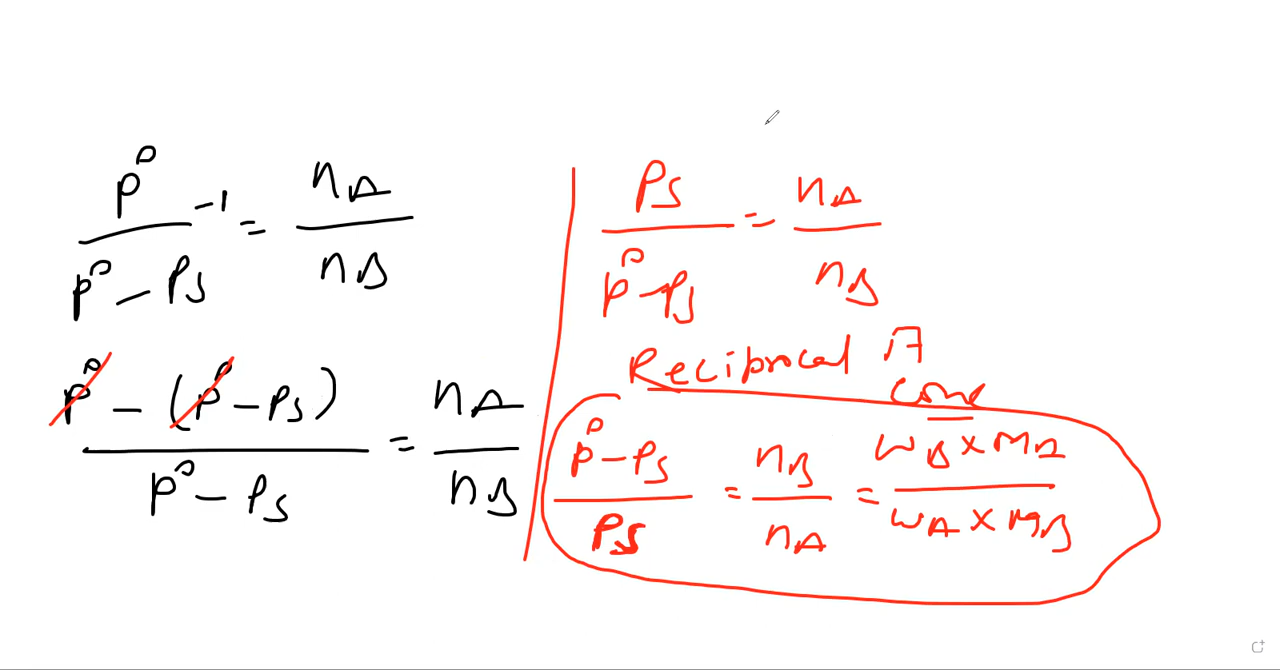 P° / (P° - Ps) -1 = nA / nB
P° - (P° - Ps) / (P° - Ps) = nA / nB
Ps / (P° - Ps) = nA / nB
Reciprocal
(P° - Ps) / Ps = nB / nA = (wB × MA) / (wA × MB)